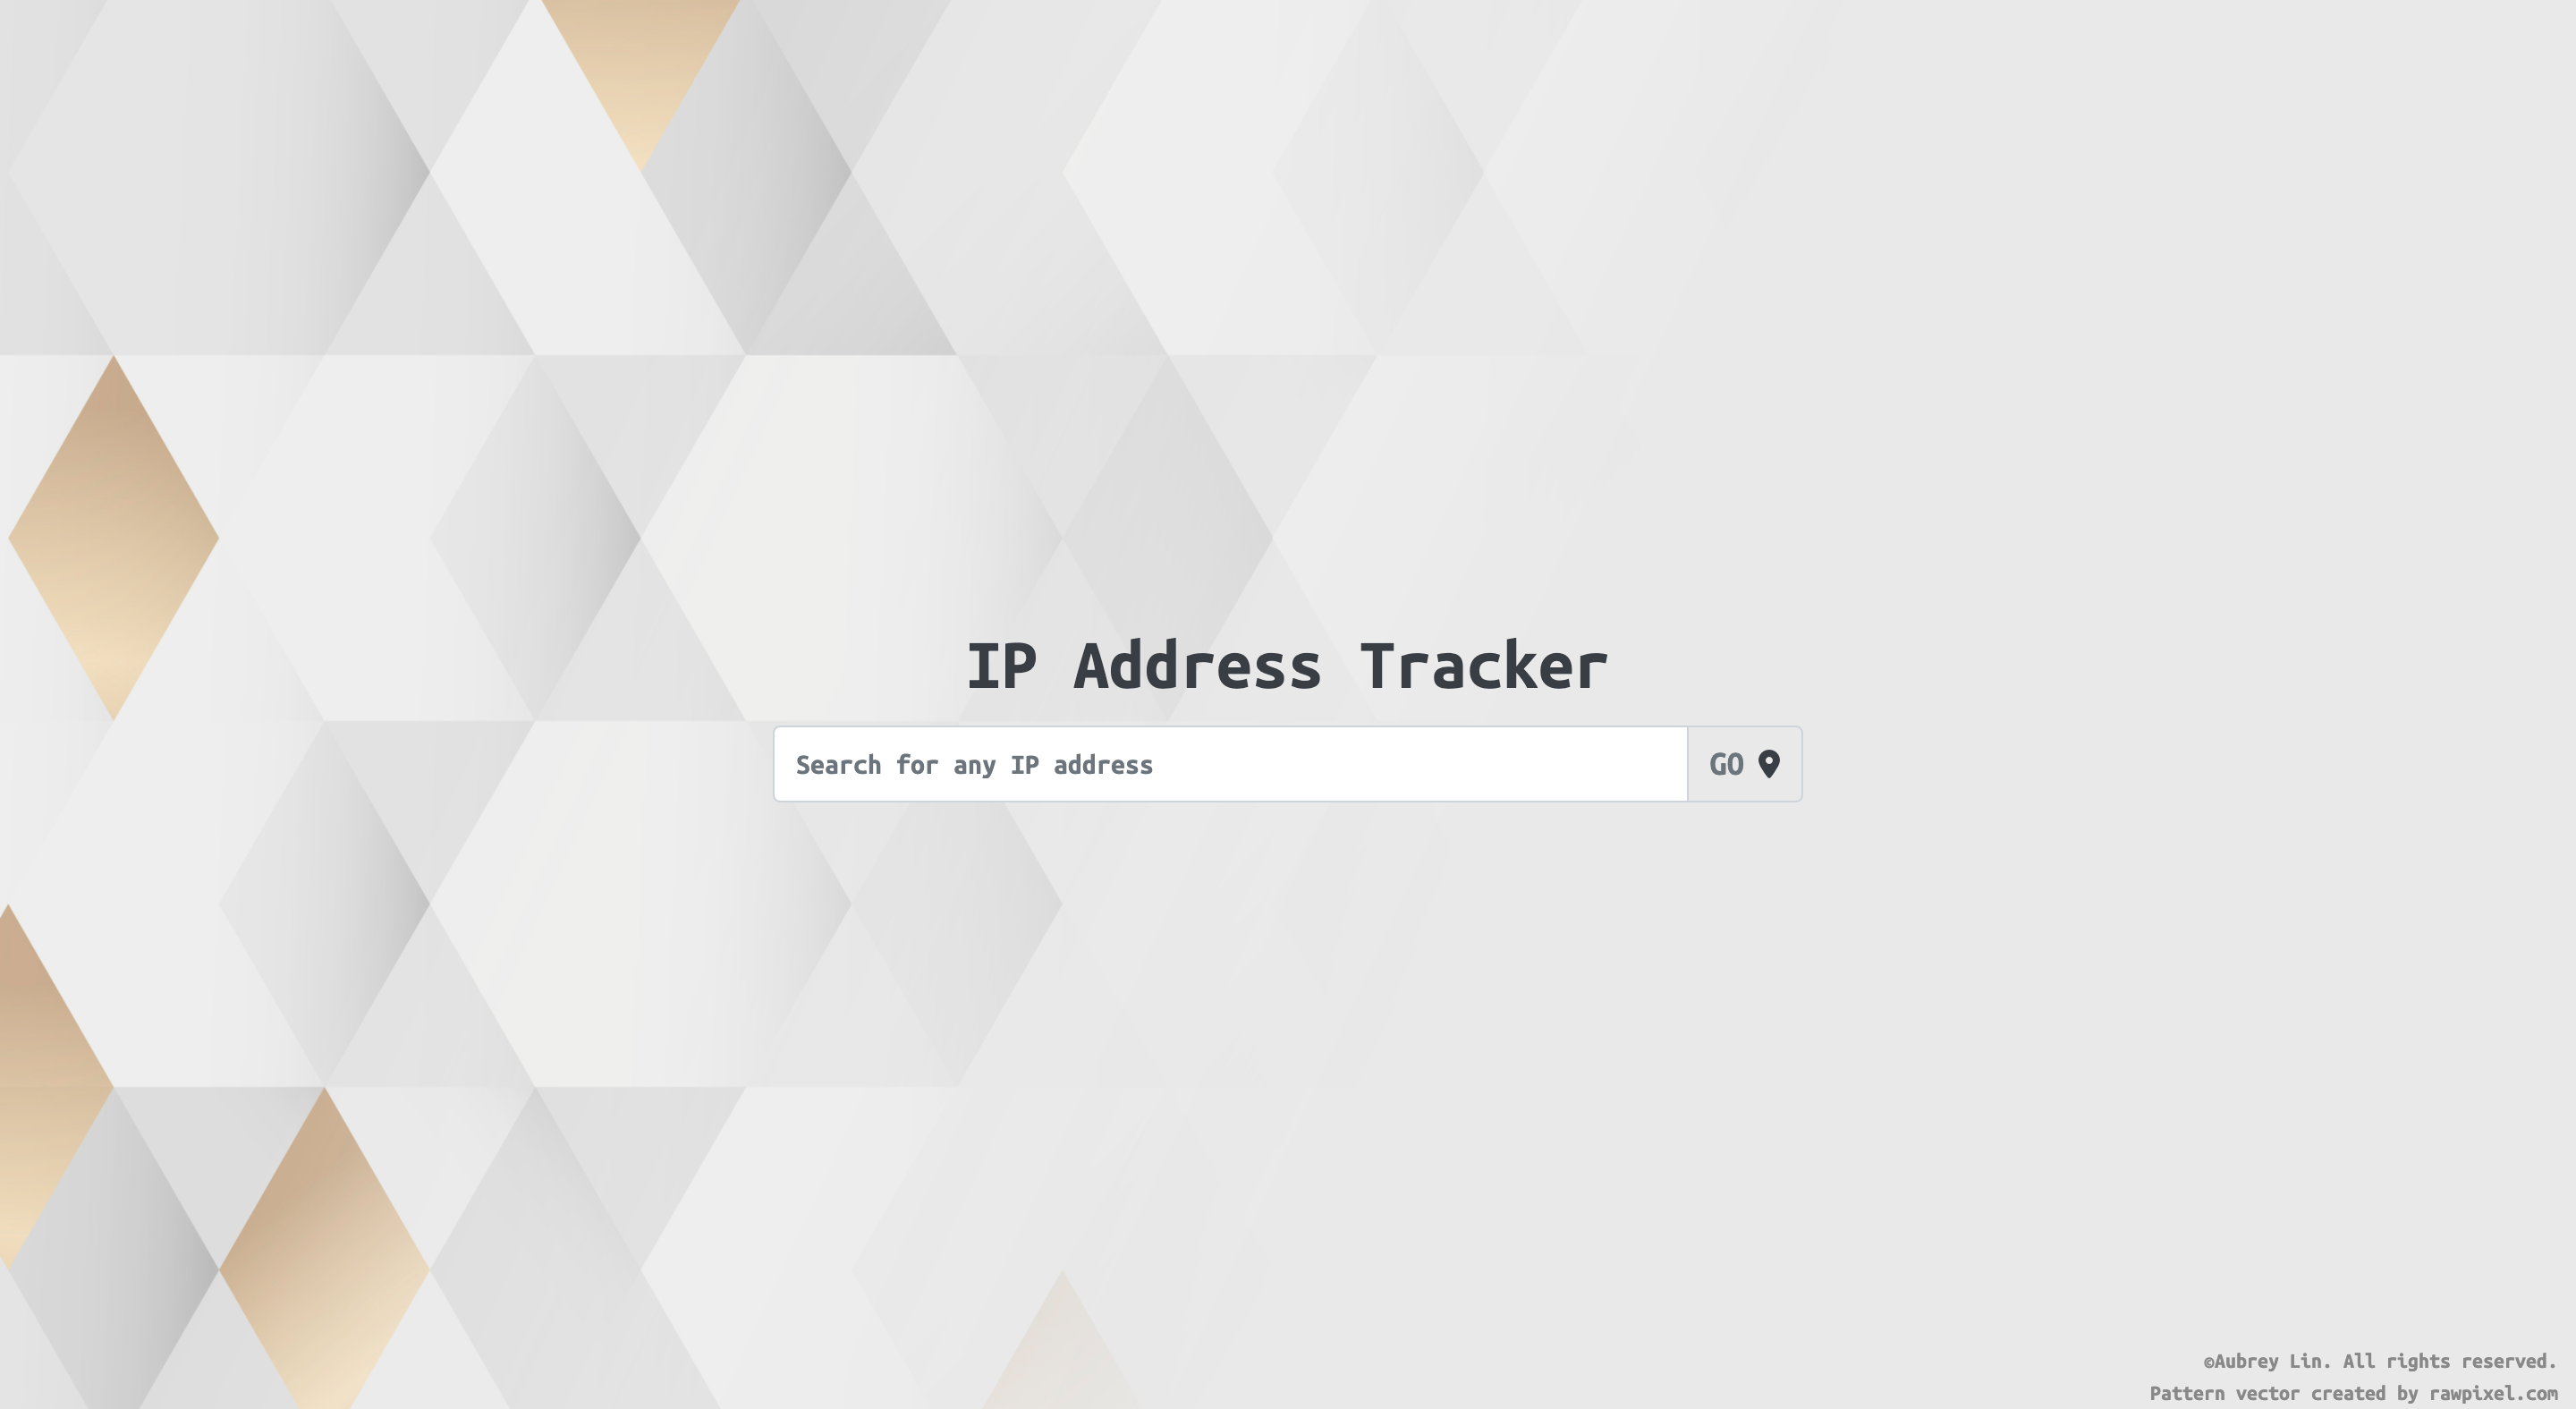 IP Address Tracker
Search for any IP address
GO
©Aubrey Lin. All rights reserved.
Pattern vector created by rawpixel.com